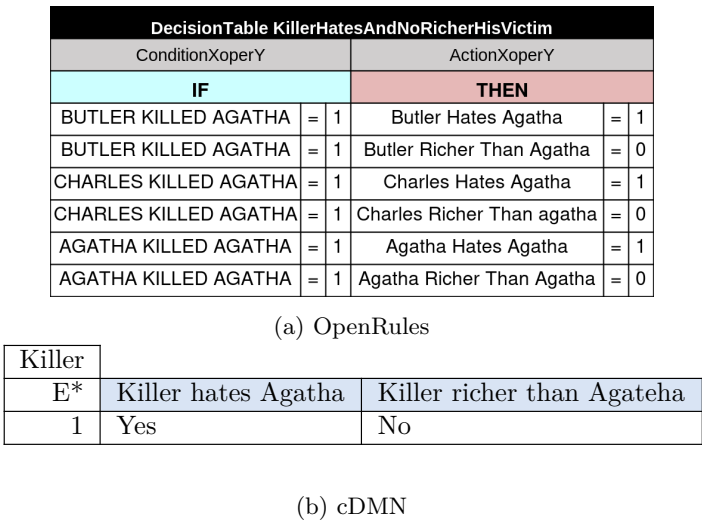 DecisionTable KillerHatesAndNoRicherHisVictim
ConditionXoperY ActionXoperY
IF THEN
BUTLER KILLED AGATHA = 1 Butler Hates Agatha = 1
BUTLER KILLED AGATHA = 1 Butler Richer Than Agatha = 0
CHARLES KILLED AGATHA = 1 Charles Hates Agatha = 1
CHARLES KILLED AGATHA = 1 Charles Richer Than agatha = 0
AGATHA KILLED AGATHA = 1 Agatha Hates Agatha = 1
AGATHA KILLED AGATHA = 1 Agatha Richer Than Agatha = 0
(a) OpenRules
Killer
E* Killer hates Agatha Killer richer than Agateha
1 Yes No
(b) cDMN